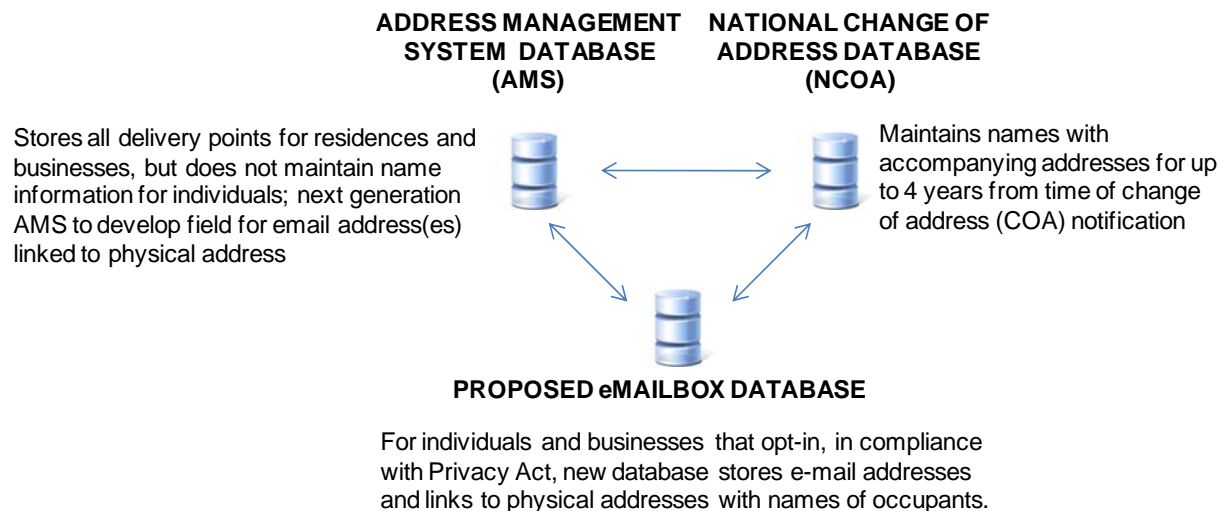 ADDRESS MANAGEMENT
SYSTEM DATABASE
(AMS)
NATIONAL CHANGE OF
ADDRESS DATABASE
(NCOA)
Stores all delivery points for residences and
businesses, but does not maintain name
information for individuals; next generation
AMS to develop field for email address(es)
linked to physical address
Maintains names with
accompanying addresses for up
to 4 years from time of change
of address (COA) notification
PROPOSED eMAILBOX DATABASE
For individuals and businesses that opt-in, in compliance
with Privacy Act, new database stores e-mail addresses
and links to physical addresses with names of occupants.